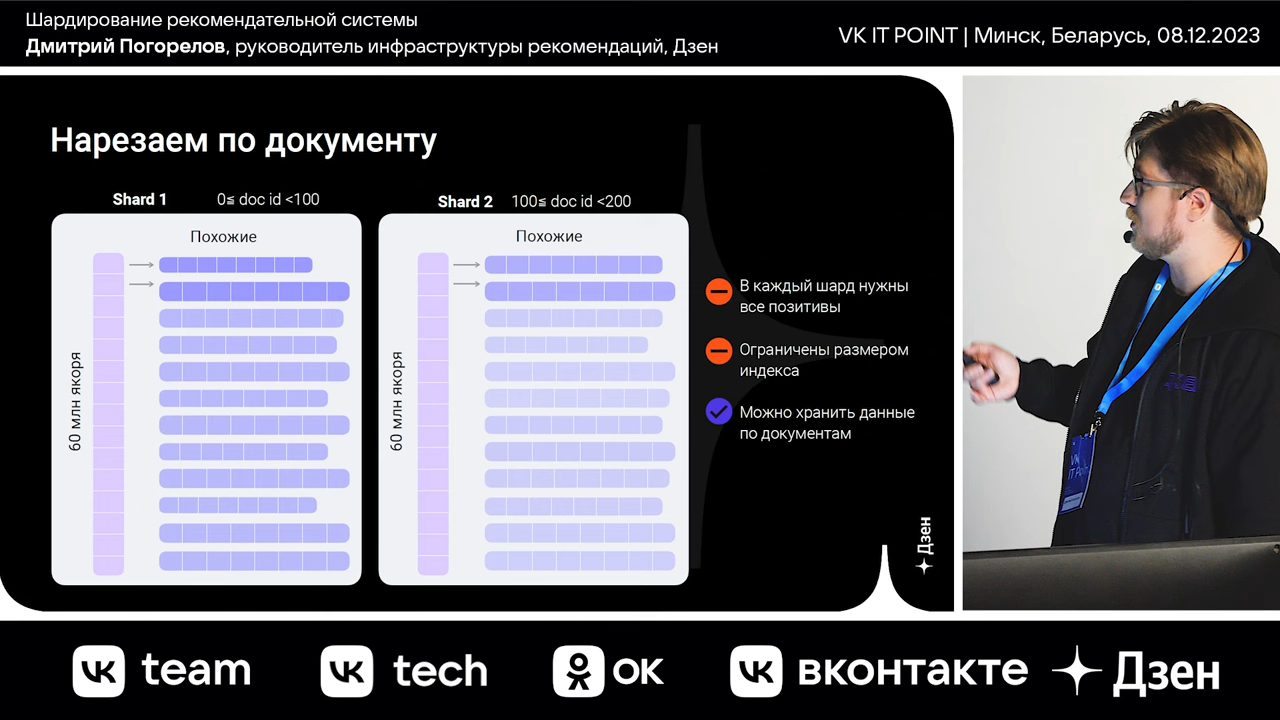 Шардирование рекомендательной системы
Дмитрий Погорелов, руководитель инфраструктуры рекомендаций, Дзен
VK IT POINT | Минск, Беларусь, 08.12.2023
Нарезаем по документу
Shard 1 0≤ doc id <100
Shard 2 100≤ doc id <200
Похожие
Похожие
60 млн якоря
60 млн якоря
В каждый шард нужны
все позитивы
Ограничены размером
индекса
Можно хранить данные
по документам
Дзен
VK
IT Point
team
tech
ок
вконтакте
Дзен